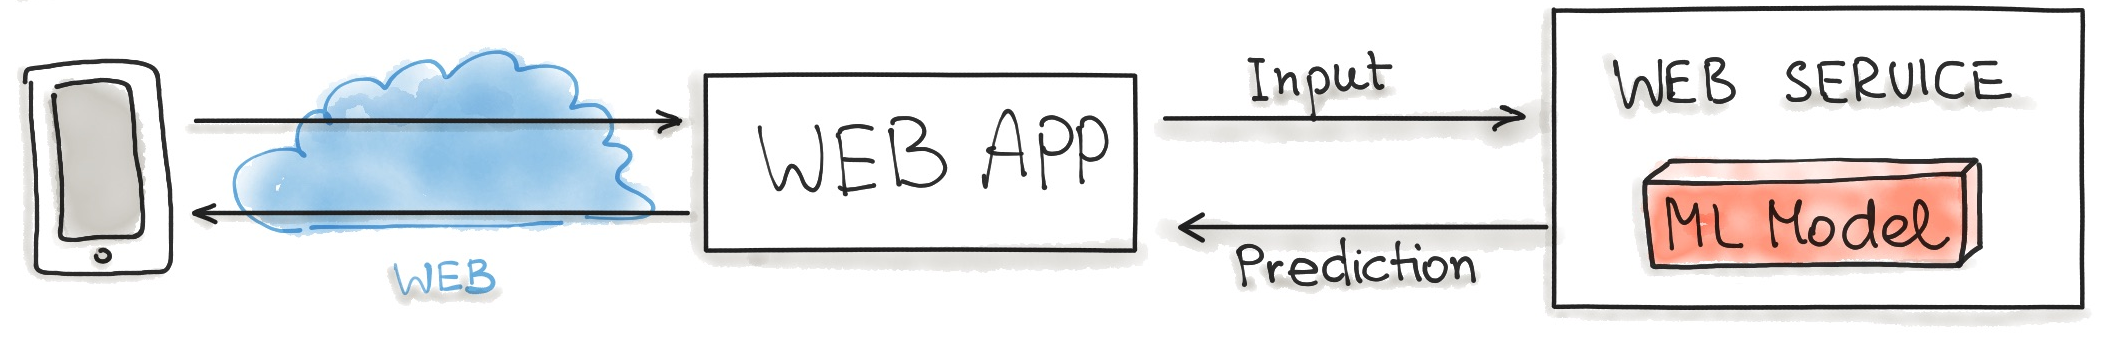 WEB
WEB APP
Input
Prediction
WEB SERVICE
ML Model